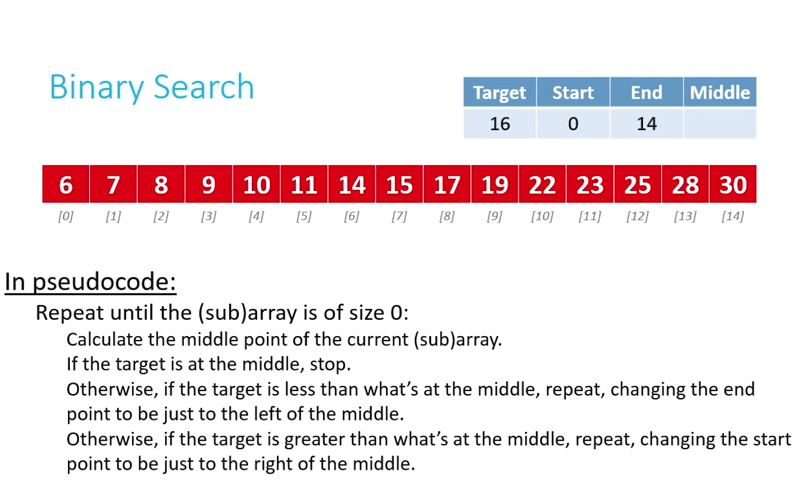 Binary Search
Target Start End Middle
16 0 14
6 7 8 9 10 11 14 15 17 19 22 23 25 28 30
[0] [1] [2] [3] [4] [5] [6] [7] [8] [9] [10] [11] [12] [13] [14]
In pseudocode:
Repeat until the (sub)array is of size 0:
Calculate the middle point of the current (sub)array.
If the target is at the middle, stop.
Otherwise, if the target is less than what's at the middle, repeat, changing the end
point to be just to the left of the middle.
Otherwise, if the target is greater than what's at the middle, repeat, changing the start
point to be just to the right of the middle.